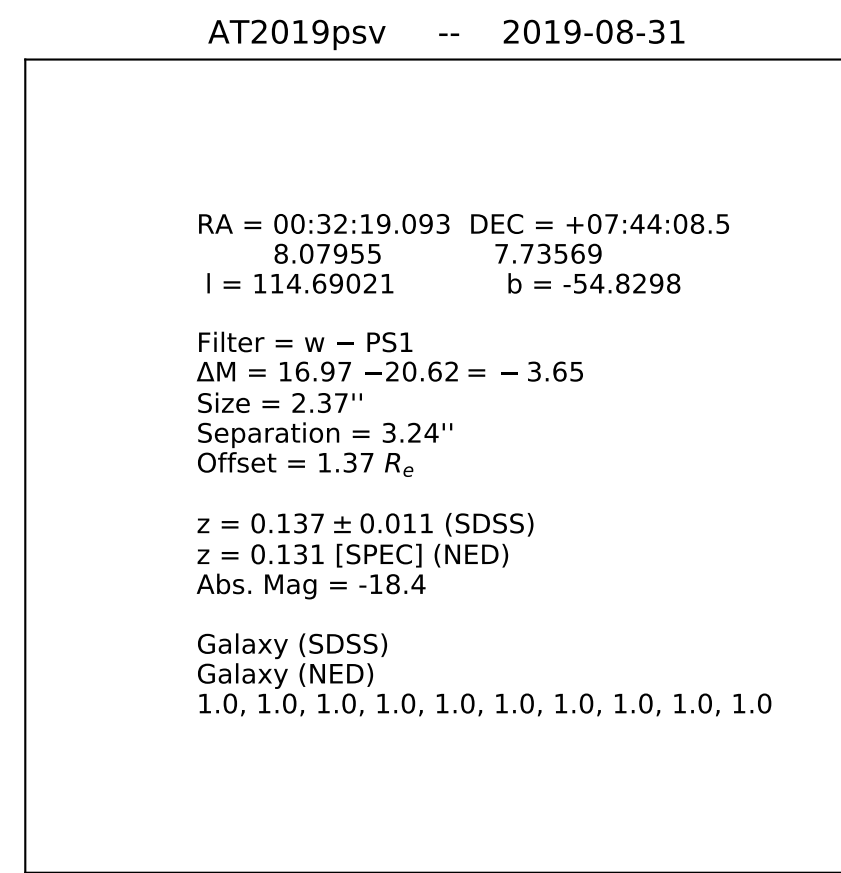 AT2019psv -- 2019-08-31
RA = 00:32:19.093 DEC = +07:44:08.5
8.07955 7.73569
l = 114.69021 b = -54.8298
Filter = w − PS1
ΔM = 16.97 −20.62 = − 3.65
Size = 2.37''
Separation = 3.24''
Offset = 1.37 Rₑ
z = 0.137 ± 0.011 (SDSS)
z = 0.131 [SPEC] (NED)
Abs. Mag = -18.4
Galaxy (SDSS)
Galaxy (NED)
1.0, 1.0, 1.0, 1.0, 1.0, 1.0, 1.0, 1.0, 1.0, 1.0